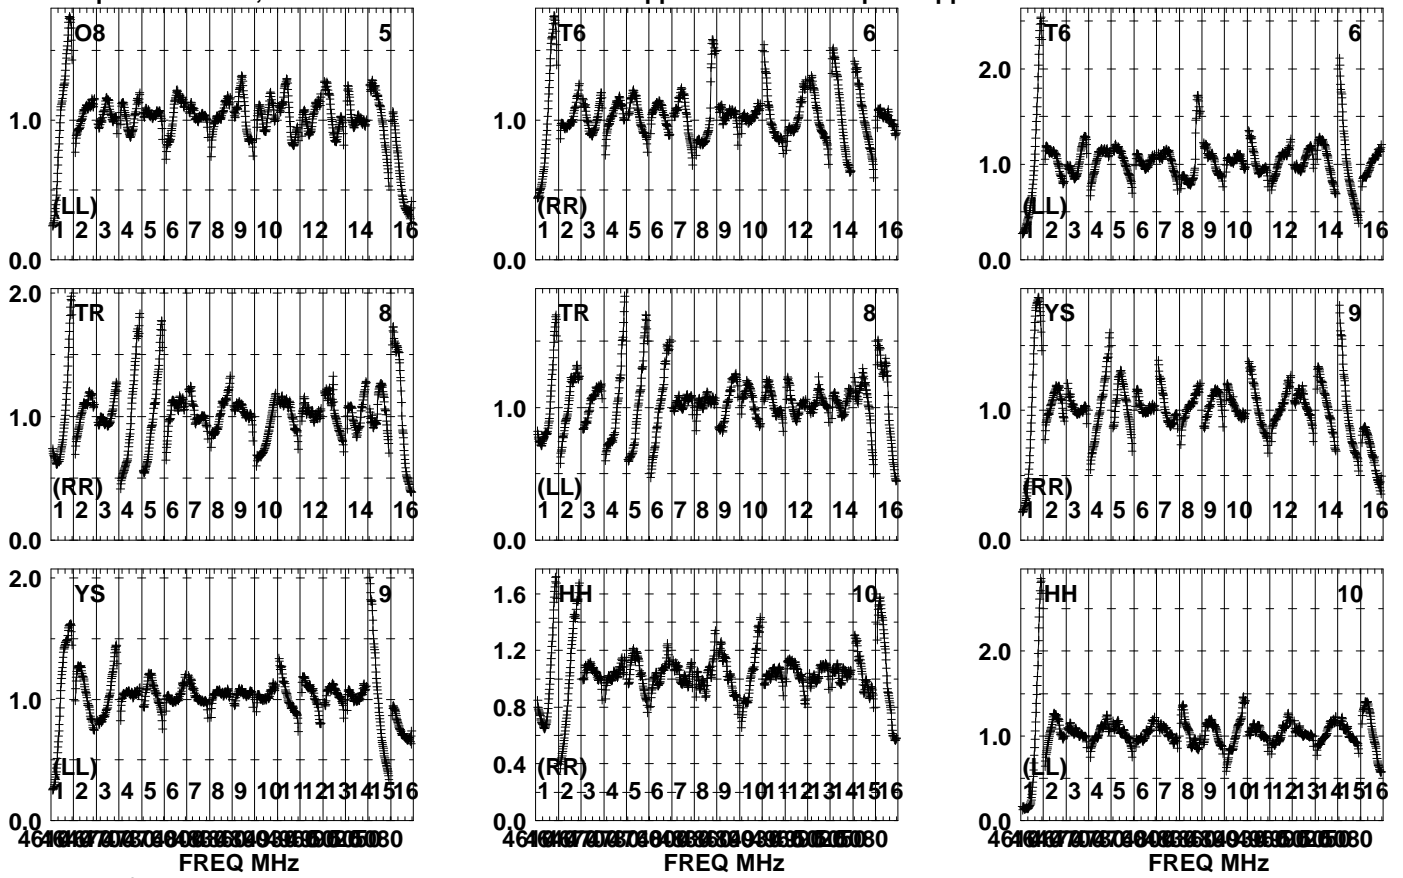 O8 5
1.0
(LL)
1 2 3 4 5 6 7 8 9 10 12 14 16
0.0
T6 6
1.0
(RR)
1 2 3 4 5 6 7 8 9 10 12 14 16
0.0
T6 6
2.0
1.0
(LL)
1 2 3 4 5 6 7 8 9 10 12 14 16
0.0
2.0
TR 8
1.0
(RR)
1 2 3 4 5 6 7 8 9 10 12 14 16
0.0
TR 8
1.0
(LL)
1 2 3 4 5 6 7 8 9 10 12 14 16
0.0
YS 9
1.0
(RR)
1 2 3 4 5 6 7 8 9 10 12 14 16
0.0
2.0
YS 9
1.0
(LL)
1 2 3 4 5 6 7 8 9 10 11 12 13 14 15 16
0.0
FREQ MHz
1.6
HH 10
1.2
0.8
0.4
(RR)
1 2 3 4 5 6 7 8 9 10 11 12 13 14 15 16
0.0
FREQ MHz
HH 10
2.0
1.0
(LL)
1 2 3 4 5 6 7 8 9 10 11 12 13 14 15 16
0.0
FREQ MHz